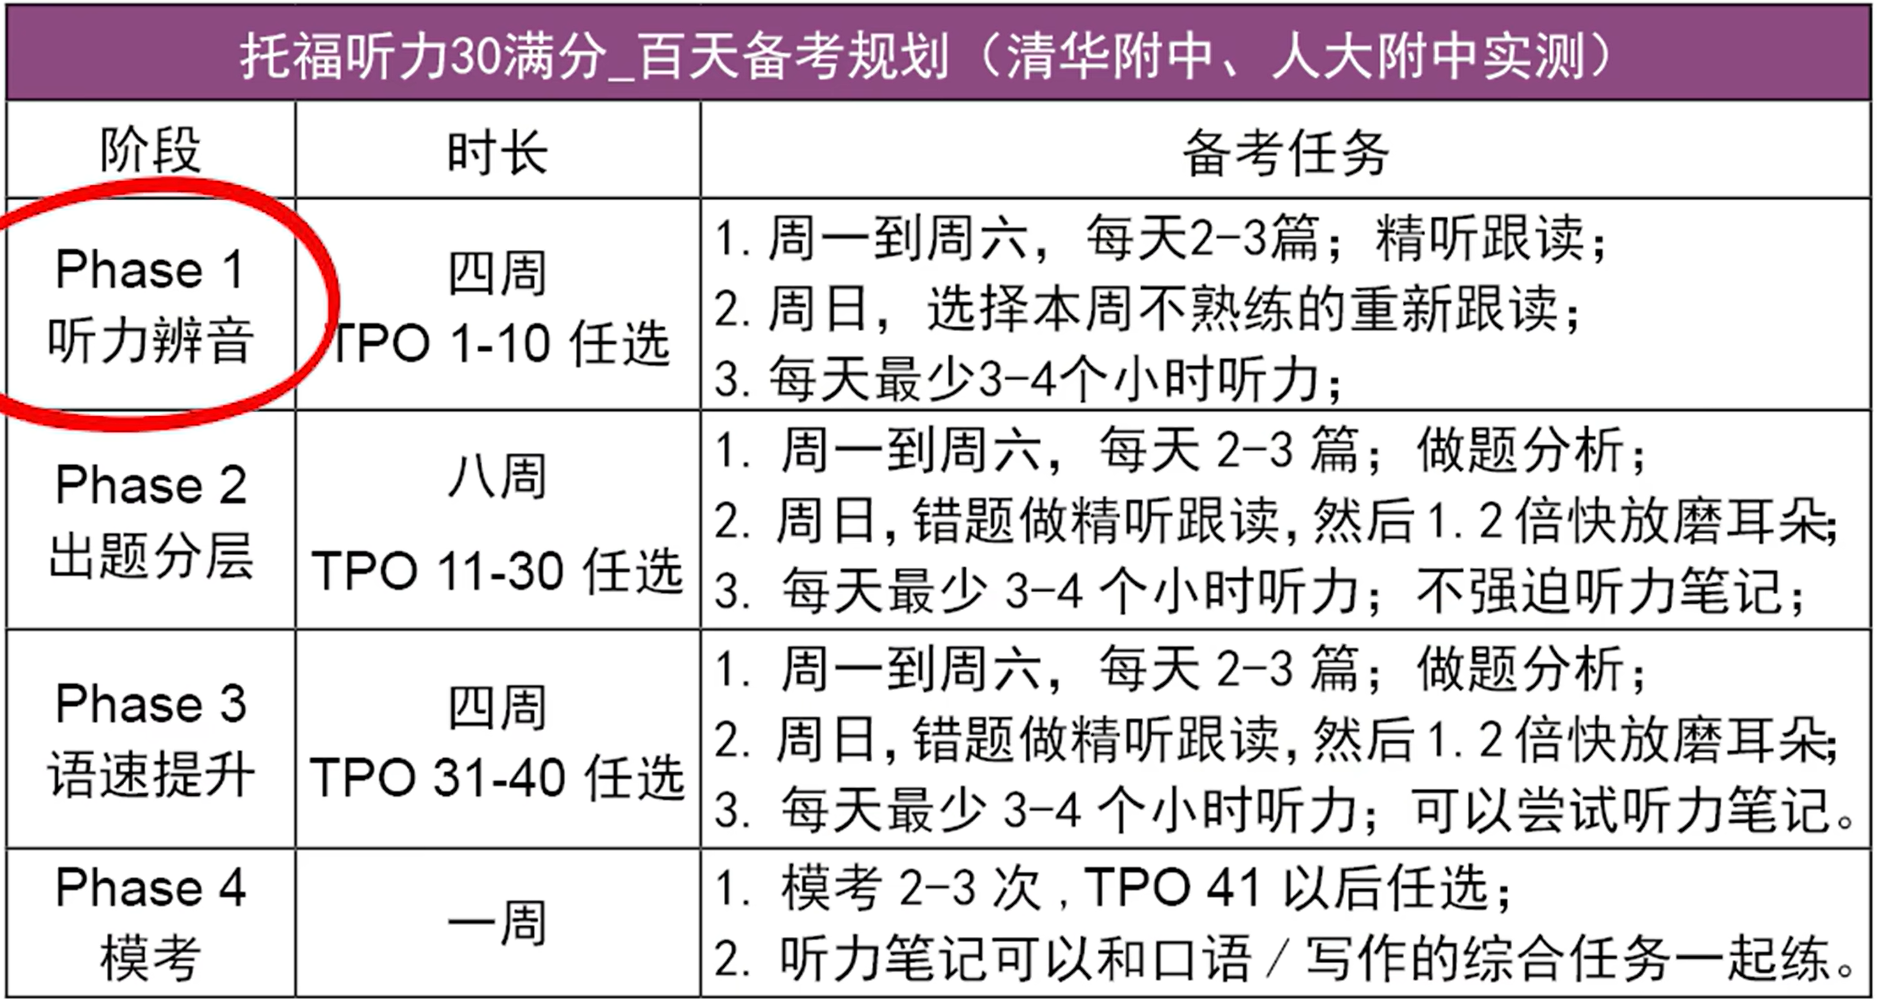 托福听力30满分_百天备考规划（清华附中、人大附中实测）
阶段 时长 备考任务
Phase 1
听力辨音
四周
TPO 1-10 任选
1. 周一到周六，每天2-3篇；精听跟读；
2. 周日，选择本周不熟练的重新跟读；
3. 每天最少3-4个小时听力；
Phase 2
出题分层
八周
TPO 11-30 任选
1. 周一到周六，每天 2-3 篇；做题分析；
2. 周日，错题做精听跟读，然后1.2倍快放磨耳朵；
3. 每天最少 3-4 个小时听力；不强迫听力笔记；
Phase 3
语速提升
四周
TPO 31-40 任选
1. 周一到周六，每天 2-3 篇；做题分析；
2. 周日，错题做精听跟读，然后1.2倍快放磨耳朵；
3. 每天最少 3-4 个小时听力；可以尝试听力笔记。
Phase 4
模考
一周
1. 模考 2-3 次，TPO 41 以后任选；
2. 听力笔记可以和口语/写作的综合任务一起练。